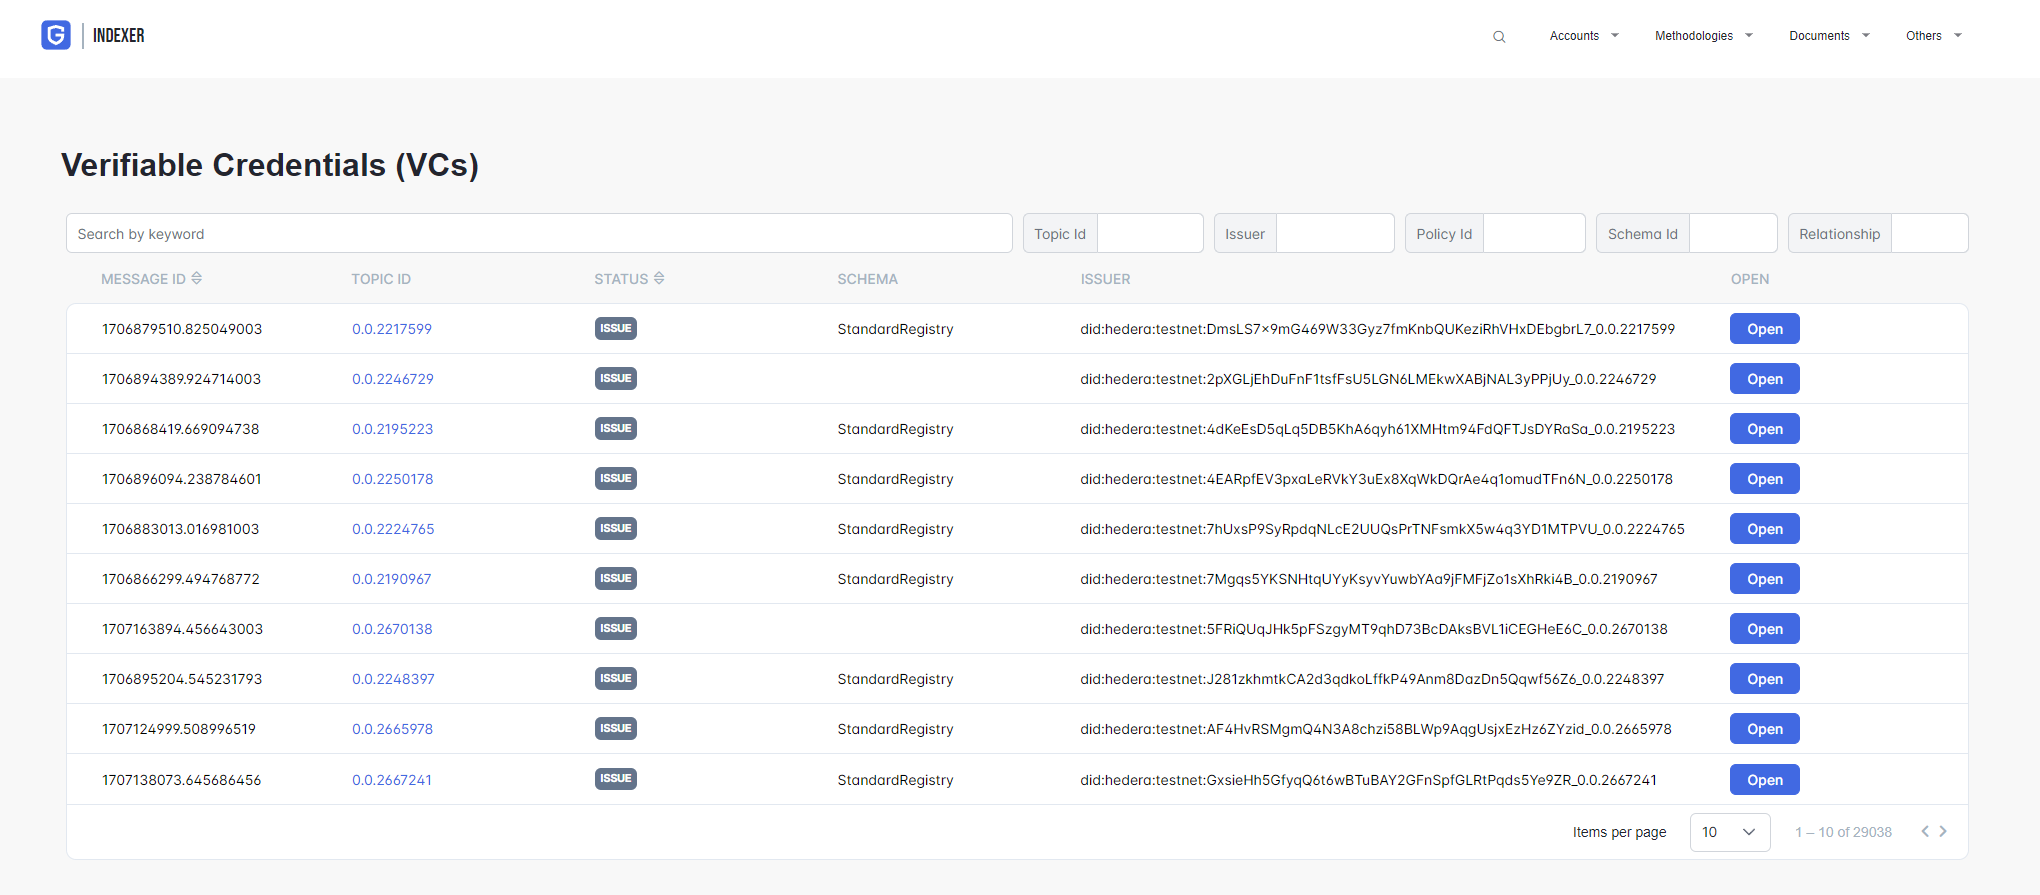 INDEXER Accounts Methodologies Documents Others
Verifiable Credentials (VCs)
Search by keyword Topic Id Issuer Policy Id Schema Id Relationship
MESSAGE ID TOPIC ID STATUS SCHEMA ISSUER OPEN
1706879510.825049003 0.0.2217599 ISSUE StandardRegistry did:hedera:testnet:DmsLS7x9mG469W33Gyz7fmKnbQUKeziRhVHxDEbgbrL7_0.0.2217599 Open
1706894389.924714003 0.0.2246729 ISSUE did:hedera:testnet:2pXGLjEhDuFnF1tsfFsU5LGN6LMEkwXABjNAL3yPPjUy_0.0.2246729 Open
1706868419.669094738 0.0.2195223 ISSUE StandardRegistry did:hedera:testnet:4dKeEsD5qLq5DB5KhA6qyh61XMHtm94FdQFTJsDYRaSa_0.0.2195223 Open
1706896094.238784601 0.0.2250178 ISSUE StandardRegistry did:hedera:testnet:4EARpfEV3pxaLeRVkY3uEx8XqWkDQrAe4q1omudTFn6N_0.0.2250178 Open
1706883013.016981003 0.0.2224765 ISSUE StandardRegistry did:hedera:testnet:7hUxsP9SyRpdqNLcE2UUQsPrTNFsmkX5w4q3YD1MTPVU_0.0.2224765 Open
1706866299.494768772 0.0.2190967 ISSUE StandardRegistry did:hedera:testnet:7Mgqs5YKSNHtqUYyKsyvYuwbYAa9jFMFjZo1sXhRki4B_0.0.2190967 Open
1707163894.456643003 0.0.2670138 ISSUE did:hedera:testnet:5FRiQUqJHk5pFSzgyMT9qhD73BcDAksBVL1iCEGHeE6C_0.0.2670138 Open
1706895204.545231793 0.0.2248397 ISSUE StandardRegistry did:hedera:testnet:J281zkhmtkCA2d3qdkoLffkP49Anm8DazDn5Qqwf56Z6_0.0.2248397 Open
1707124999.508996519 0.0.2665978 ISSUE StandardRegistry did:hedera:testnet:AF4HvRSMgmQ4N3A8chzi58BLWp9AqgUsjxEzHz6ZYzid_0.0.2665978 Open
1707138073.645686456 0.0.2667241 ISSUE StandardRegistry did:hedera:testnet:GxsieHh5GfyqQ6t6wBTuBAY2GFnSpfGLRtPqds5Ye9ZR_0.0.2667241 Open
Items per page 10 1 – 10 of 29038